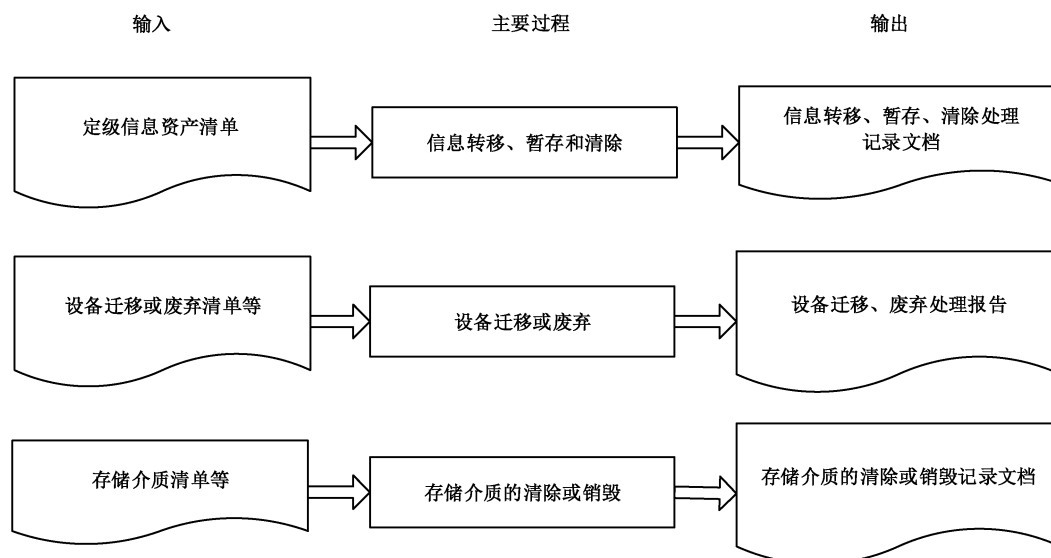 输入
主要过程
输出
定级信息资产清单
信息转移、暂存和清除
信息转移、暂存、清除处理
记录文档
设备迁移或废弃清单等
设备迁移或废弃
设备迁移、废弃处理报告
存储介质清单等
存储介质的清除或销毁
存储介质的清除或销毁记录文档